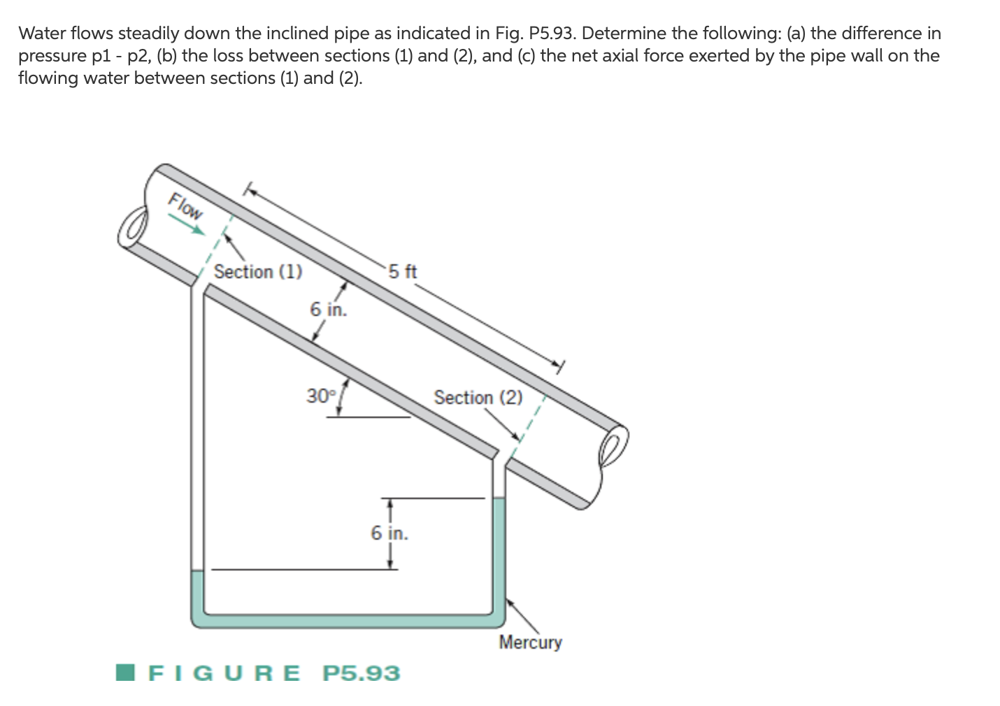 Water flows steadily down the inclined pipe as indicated in Fig. P5.93. Determine the following: (a) the difference in
pressure p1 - p2, (b) the loss between sections (1) and (2), and (c) the net axial force exerted by the pipe wall on the
flowing water between sections (1) and (2).
Flow
Section (1)
5 ft
6 in.
30°
Section (2)
6 in.
Mercury
FIGURE P5.93